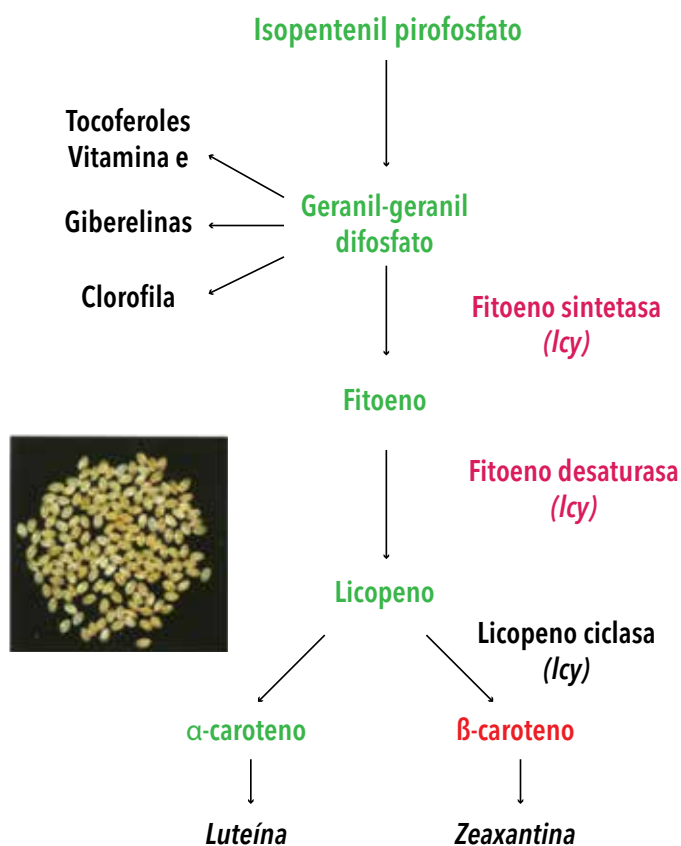 Isopentenil pirofosfato
Tocoferoles
Vitamina e
Giberelinas
Clorofila
Geranil-geranil
difosfato
Fitoeno sintetasa
(lcy)
Fitoeno
Fitoeno desaturasa
(lcy)
Licopeno
Licopeno ciclasa
(lcy)
α-caroteno
ß-caroteno
Luteína
Zeaxantina